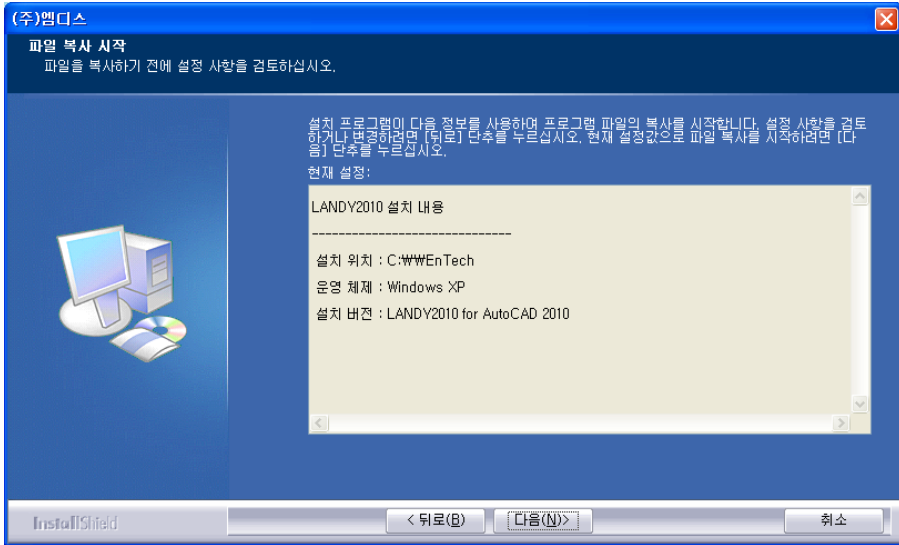 (주)엠디스
파일 복사 시작
파일을 복사하기 전에 설정 사항을 검토하십시오.
설치 프로그램이 다음 정보를 사용하여 프로그램 파일의 복사를 시작합니다. 설정 사항을 검토
하거나 변경하려면 [뒤로] 단추를 누르십시오. 현재 설정값으로 파일 복사를 시작하려면 [다
음] 단추를 누르십시오.
현재 설정:
LANDY2010 설치 내용
------------------------------
설치 위치 : C:₩₩EnTech
운영 체제 : Windows XP
설치 버전 : LANDY2010 for AutoCAD 2010
InstallShield
< 뒤로(B)
다음(N)>
취소